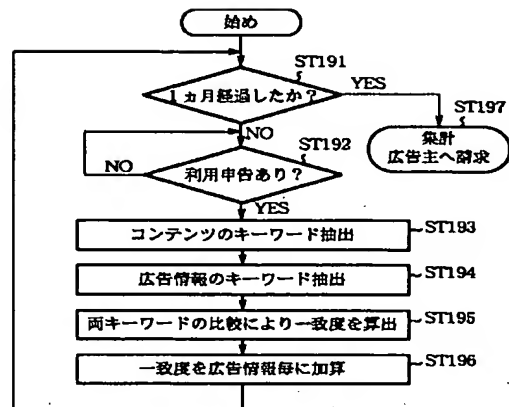 始め
ST191
1ヵ月経過したか?
YES
ST197
集計
広告主へ請求
NO
ST192
NO
利用申告あり?
YES
コンテンツのキーワード抽出
ST193
広告情報のキーワード抽出
ST194
両キーワードの比較により一致度を算出
ST195
一致度を広告情報毎に加算
ST196